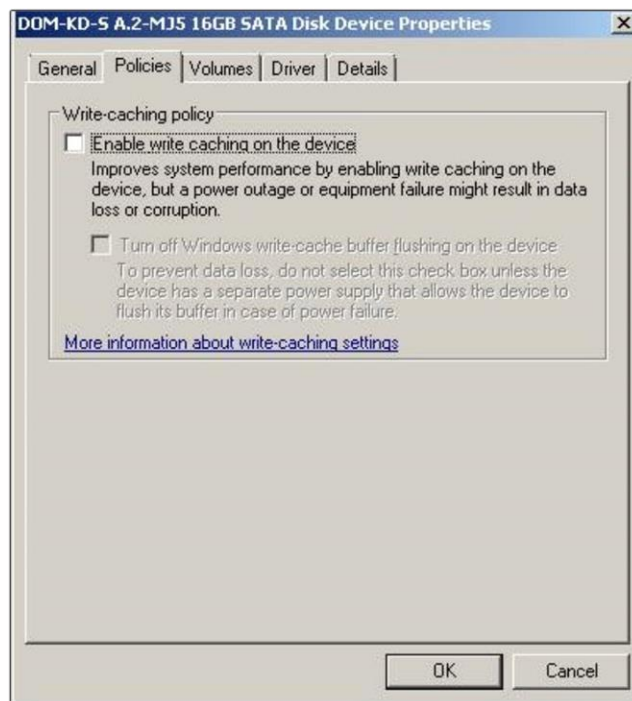 DOM-KD-S A.2-MJ5 16GB SATA Disk Device Properties
General Policies Volumes Driver Details
Write-caching policy
Enable write caching on the device
Improves system performance by enabling write caching on the
device, but a power outage or equipment failure might result in data
loss or corruption.
Turn off Windows write-cache buffer flushing on the device
To prevent data loss, do not select this check box unless the
device has a separate power supply that allows the device to
flush its buffer in case of power failure.
More information about write-caching settings
OK Cancel